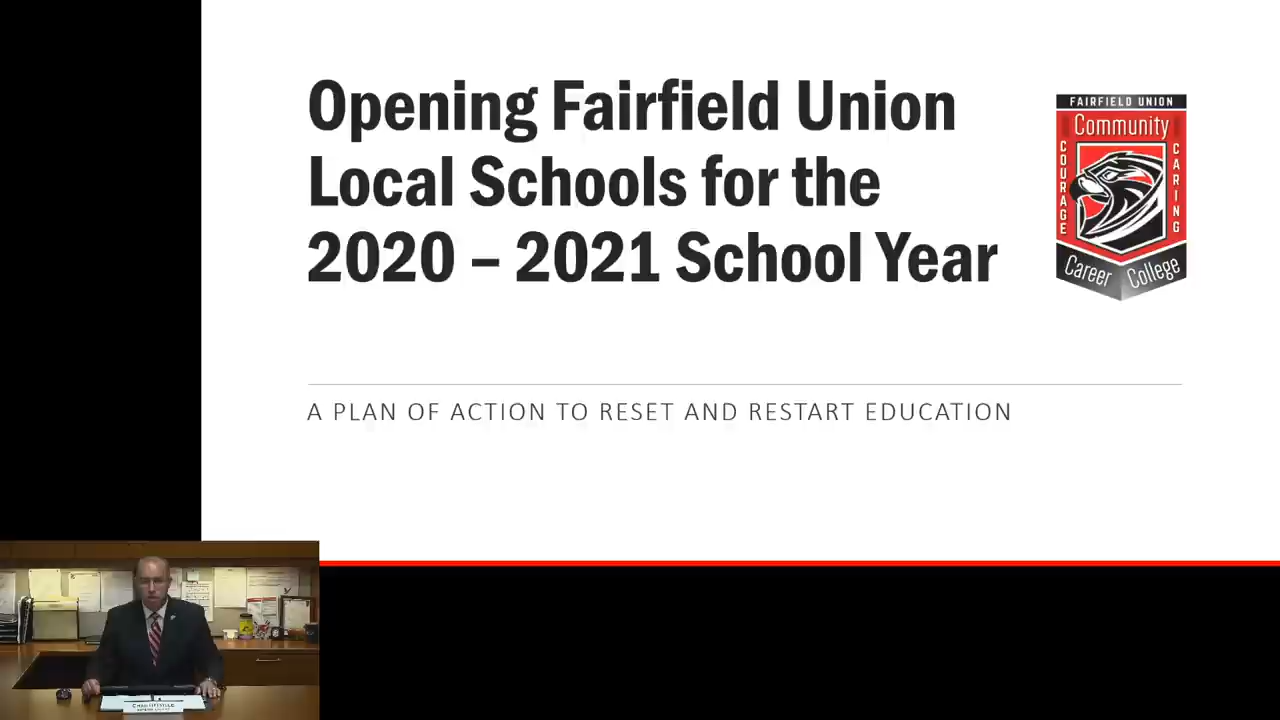 Opening Fairfield Union
Local Schools for the
2020 – 2021 School Year
A PLAN OF ACTION TO RESET AND RESTART EDUCATION
FAIRFIELD UNION
Community
COURAGE
CARING
Career
College